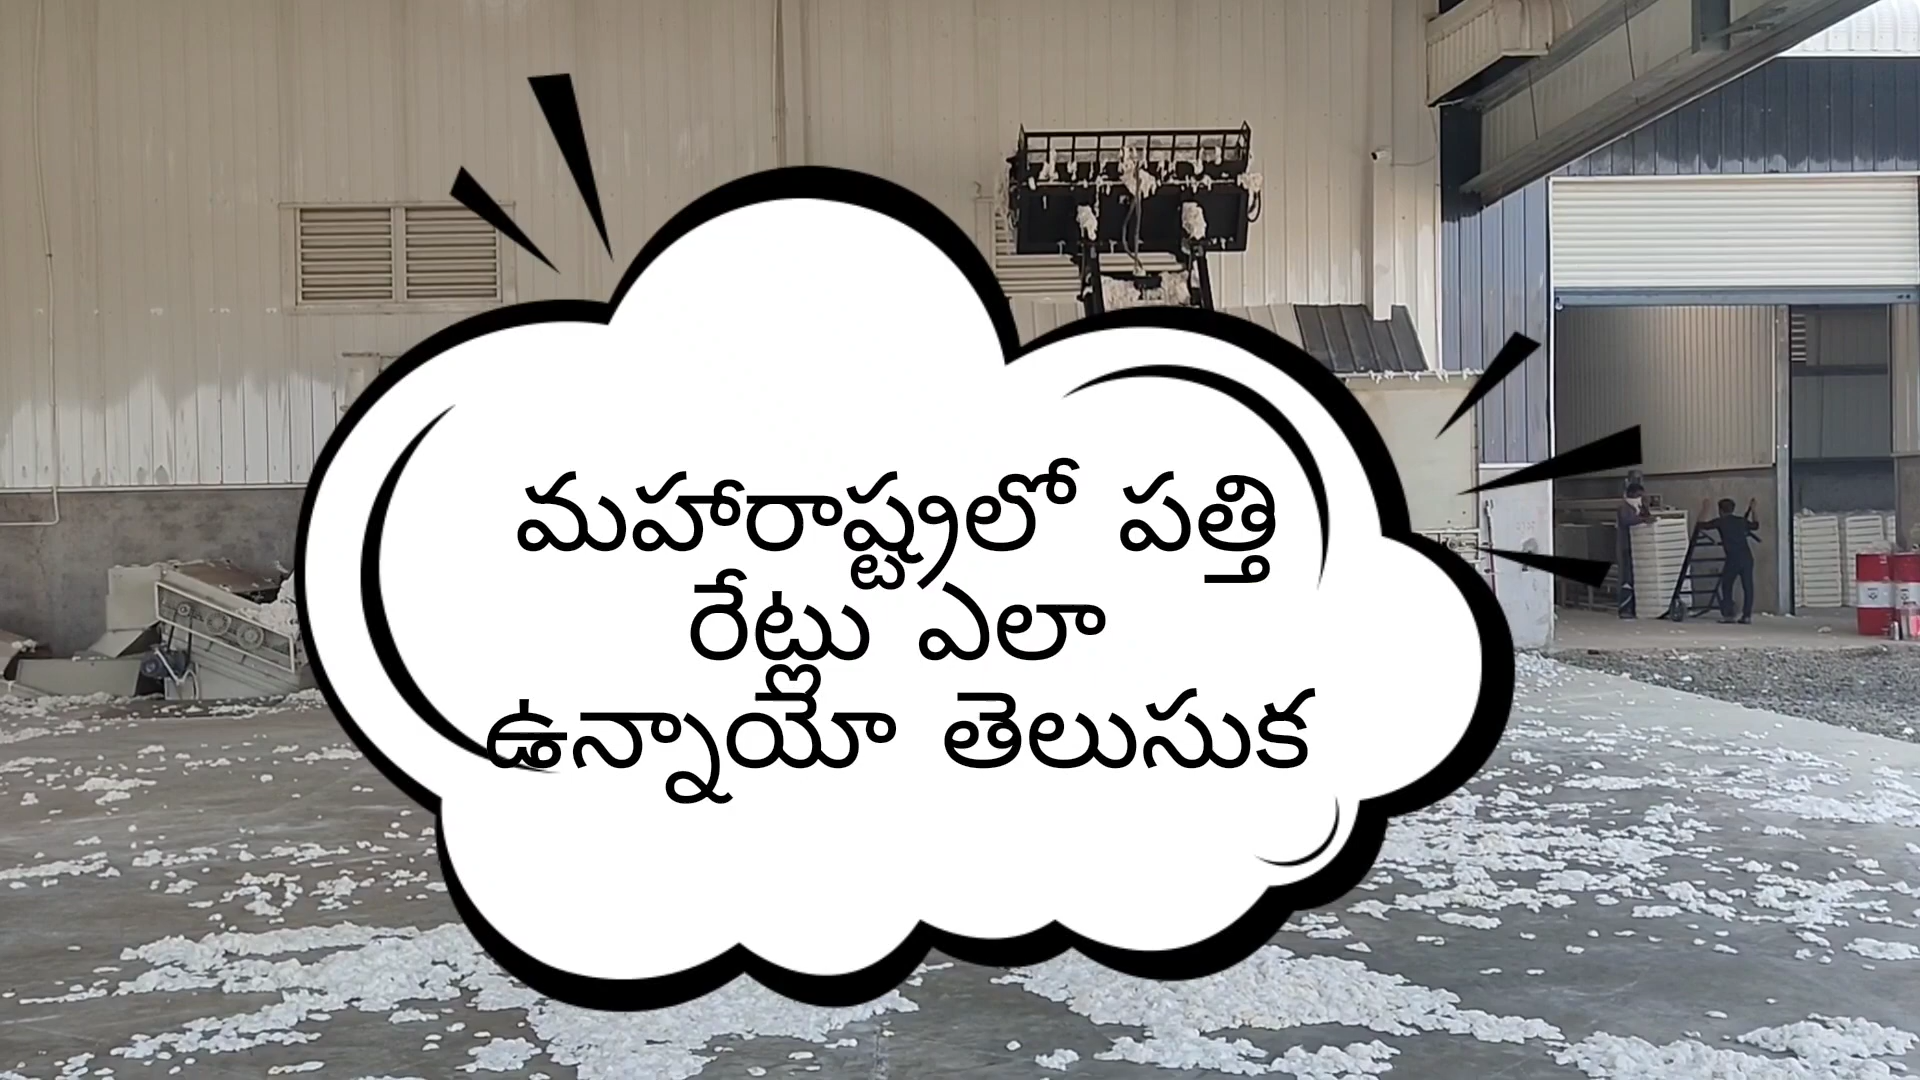 మహారాష్ట్రలో పత్తి
రేట్లు ఎలా
ఉన్నాయో తెలుసుక